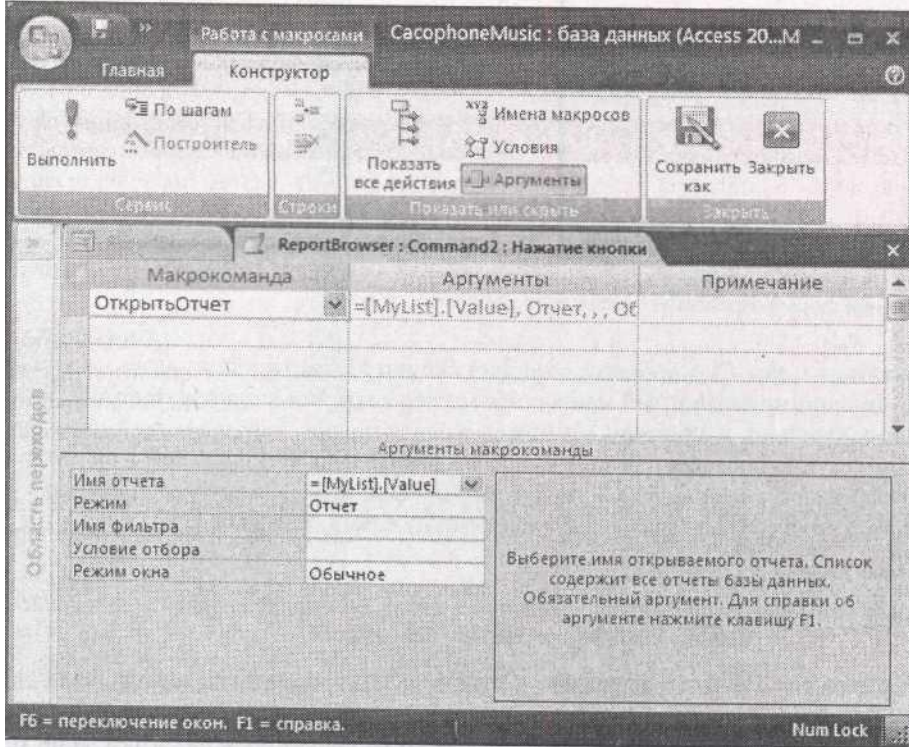 Работа с макросами CacophoneMusic : база данных (Access 20...M
Главная Конструктор
Выполнить
По шагам
Построитель
Сервис
Строки
Показать все действия
Имена макросов
Условия
Аргументы
Показать или скрыть
Сохранить как
Закрыть
Закрыть
ReportBrowser : Command2 : Нажатие кнопки
Макрокоманда Аргументы Примечание
ОткрытьОтчет =[MyList].[Value], Отчет, , , Об
Область переходов
Аргументы макрокоманды
Имя отчета =[MyList].[Value]
Режим Отчет
Имя фильтра
Условие отбора
Режим окна Обычное
Выберите имя открываемого отчета. Список
содержит все отчеты базы данных.
Обязательный аргумент. Для справки об
аргументе нажмите клавишу F1.
F6 = переключение окон. F1 = справка. Num Lock